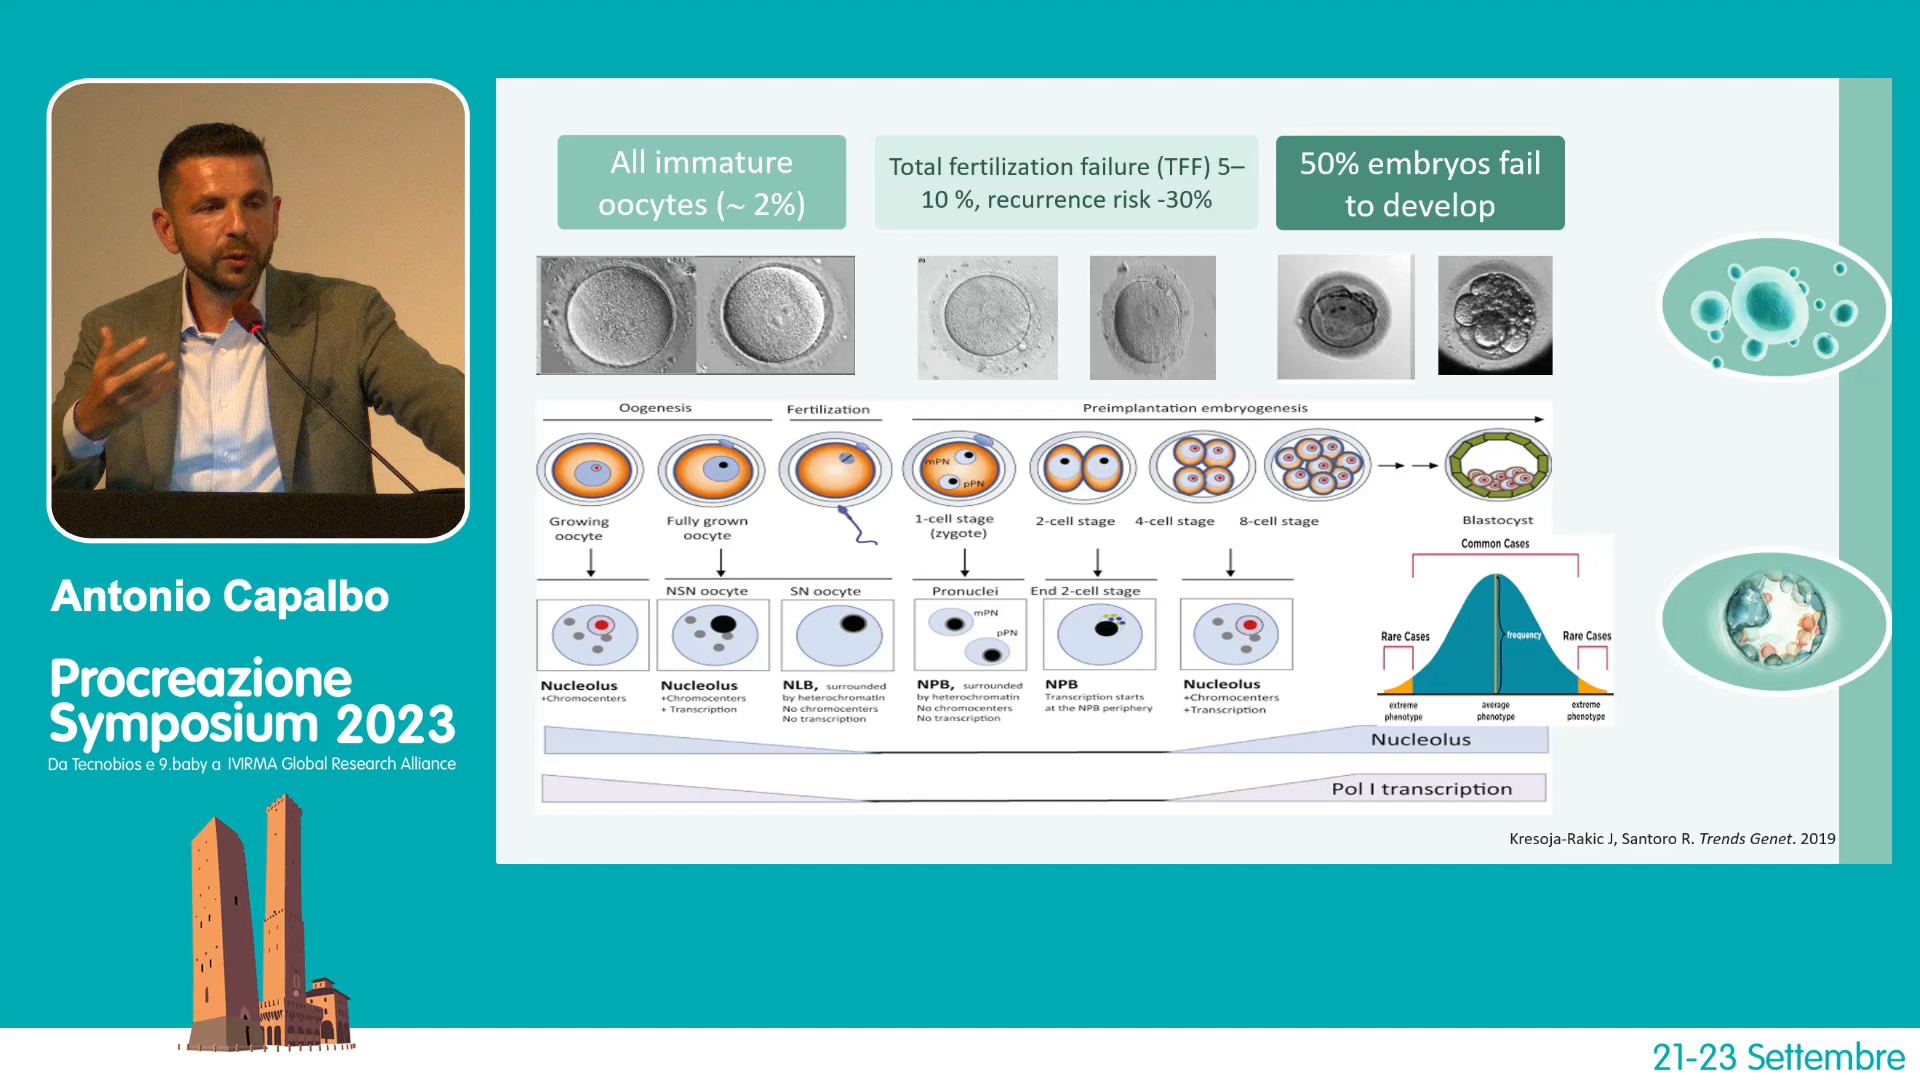 Antonio Capalbo
Procreazione
Symposium 2023
Da Tecnobios e 9.baby a IVIRMA Global Research Alliance
All immature
oocytes (~ 2%)
Total fertilization failure (TFF) 5–
10 %, recurrence risk -30%
50% embryos fail
to develop
Oogenesis
Fertilization
Preimplantation embryogenesis
mPN
pPN
Growing
oocyte
Fully grown
oocyte
1-cell stage
(zygote)
2-cell stage
4-cell stage
8-cell stage
Blastocyst
NSN oocyte
SN oocyte
Pronuclei
End 2-cell stage
mPN
pPN
Nucleolus
+Chromocenters
Nucleolus
+Chromocenters
+ Transcription
NLB, surrounded
by heterochromatin
No chromocenters
No transcription
NPB, surrounded
by heterochromatin
No chromocenters
No transcription
NPB
Transcription starts
at the NPB periphery
Nucleolus
+Chromocenters
+Transcription
Common Cases
Rare Cases
frequency
Rare Cases
extreme
phenotype
average
phenotype
extreme
phenotype
Nucleolus
Pol I transcription
Kresoja-Rakic J, Santoro R. Trends Genet. 2019
21-23 Settembre